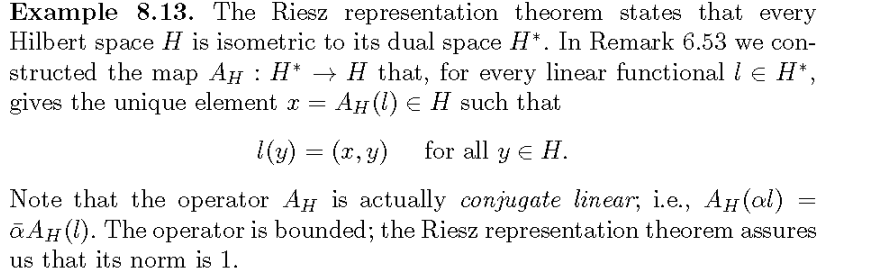 Example 8.13. The Riesz representation theorem states that every
Hilbert space H is isometric to its dual space H*. In Remark 6.53 we con-
structed the map A_H : H* → H that, for every linear functional l ∈ H*,
gives the unique element x = A_H(l) ∈ H such that
l(y) = (x, y) for all y ∈ H.
Note that the operator A_H is actually conjugate linear; i.e., A_H(αl) =
ᾱA_H(l). The operator is bounded; the Riesz representation theorem assures
us that its norm is 1.